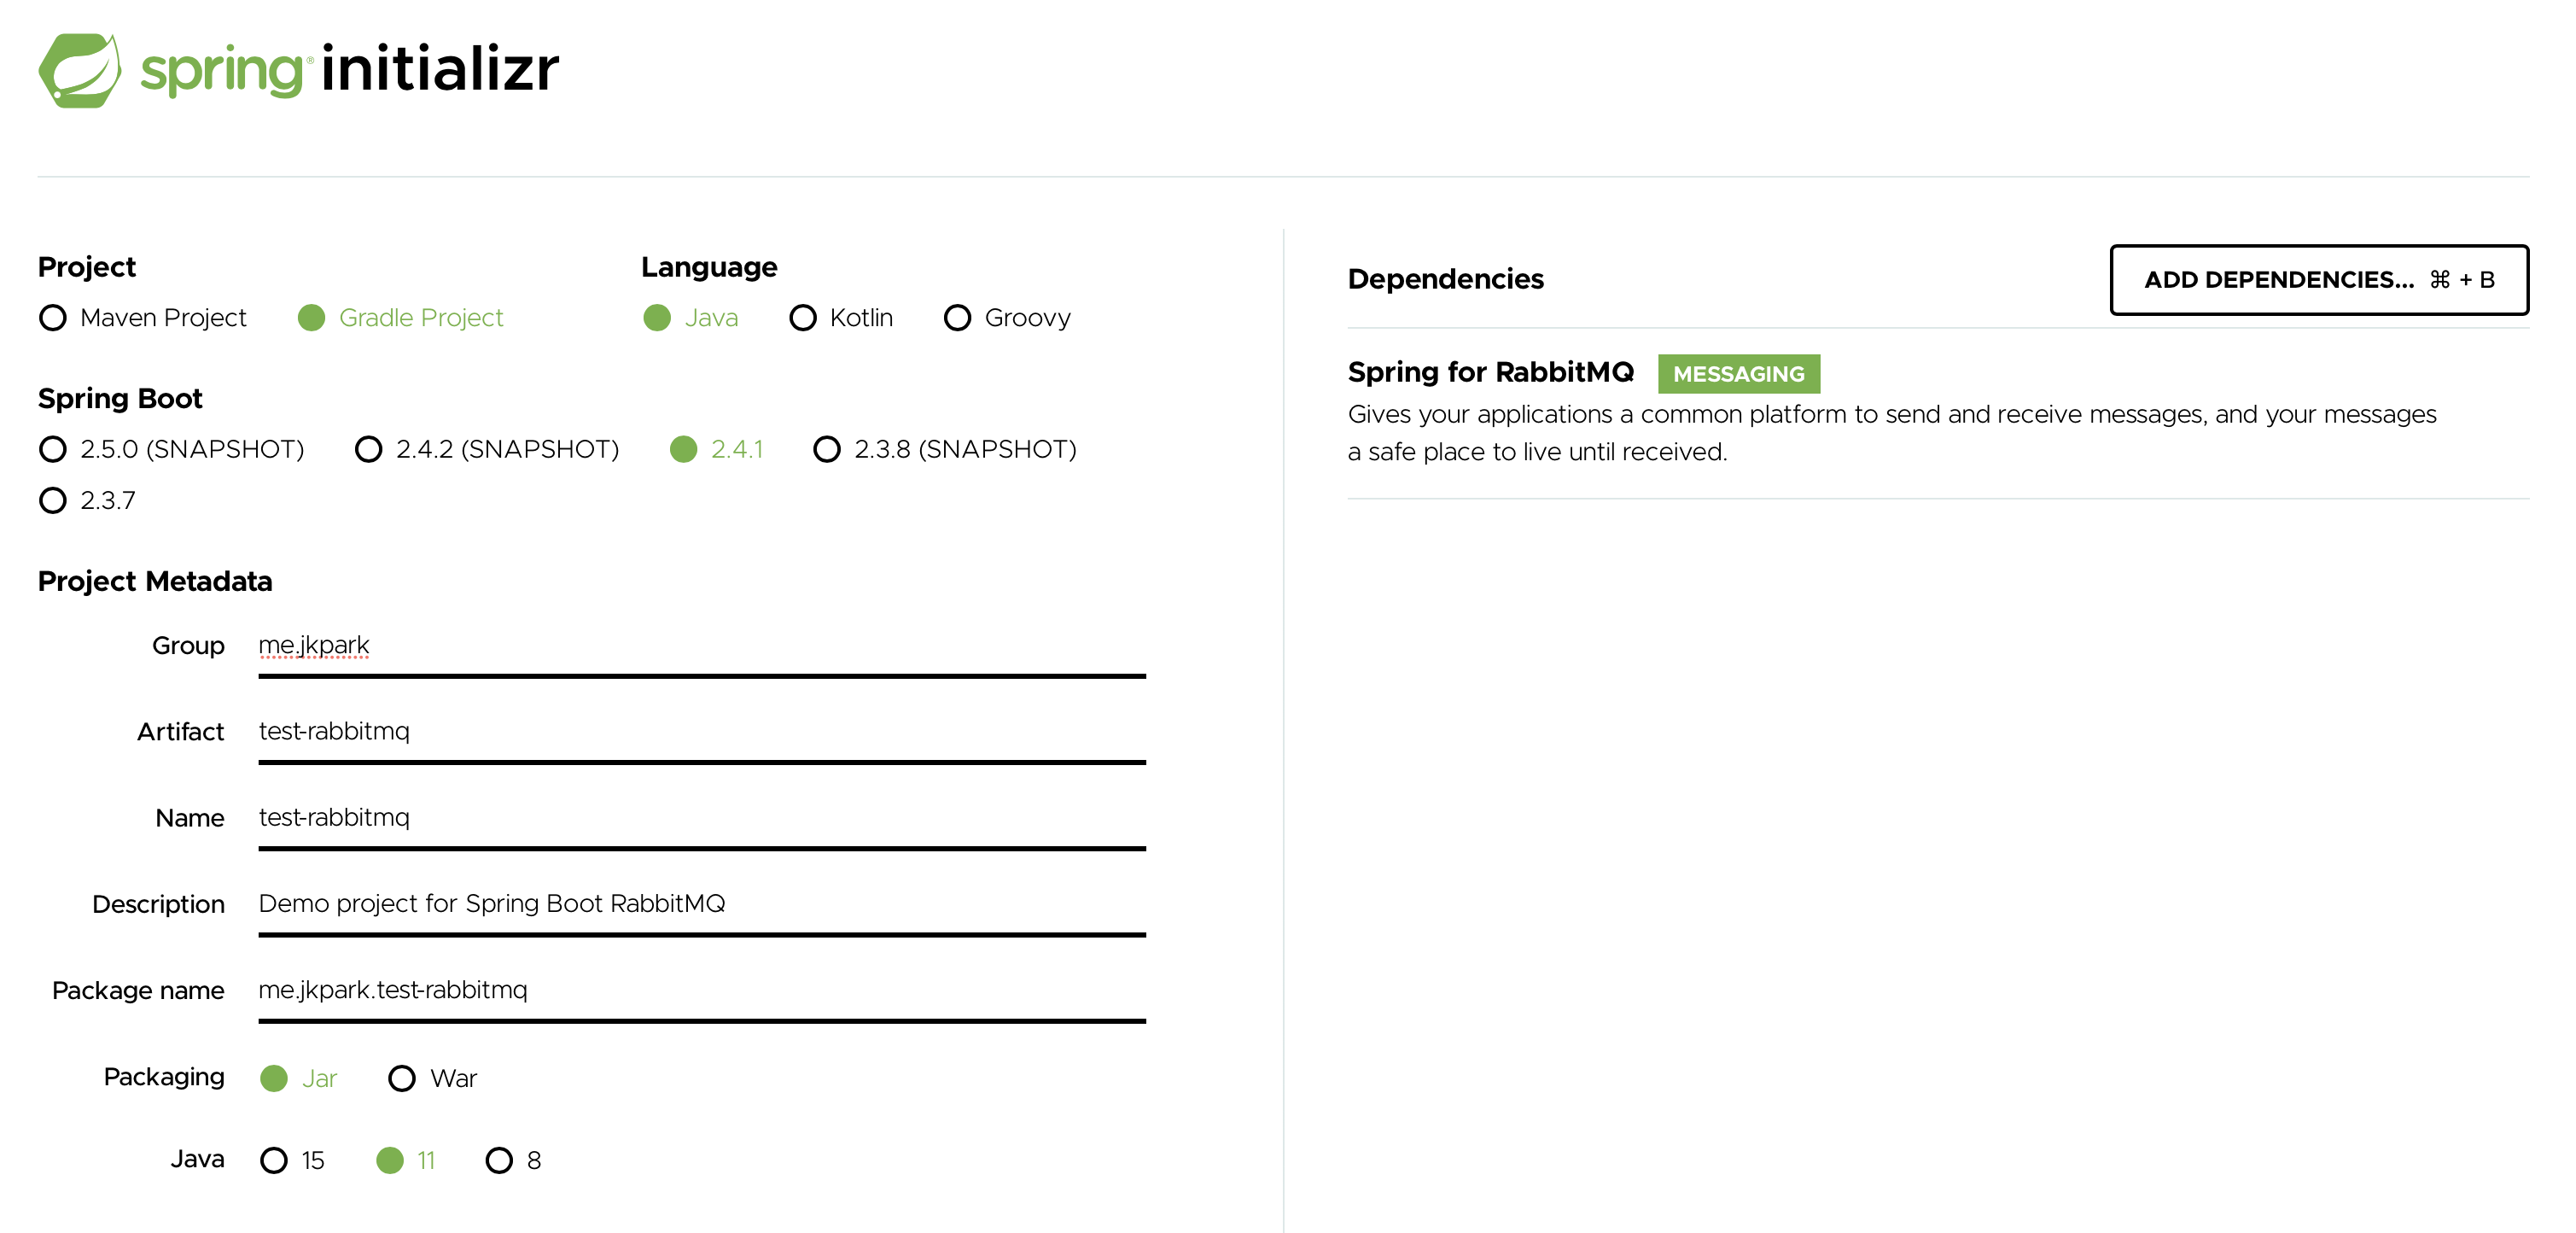 spring initializr
Project
Maven Project Gradle Project
Language
Java Kotlin Groovy
Spring Boot
2.5.0 (SNAPSHOT) 2.4.2 (SNAPSHOT) 2.4.1 2.3.8 (SNAPSHOT)
2.3.7
Project Metadata
Group me.jkpark
Artifact test-rabbitmq
Name test-rabbitmq
Description Demo project for Spring Boot RabbitMQ
Package name me.jkpark.test-rabbitmq
Packaging Jar War
Java 15 11 8
Dependencies
ADD DEPENDENCIES... ⌘ + B
Spring for RabbitMQ MESSAGING
Gives your applications a common platform to send and receive messages, and your messages
a safe place to live until received.